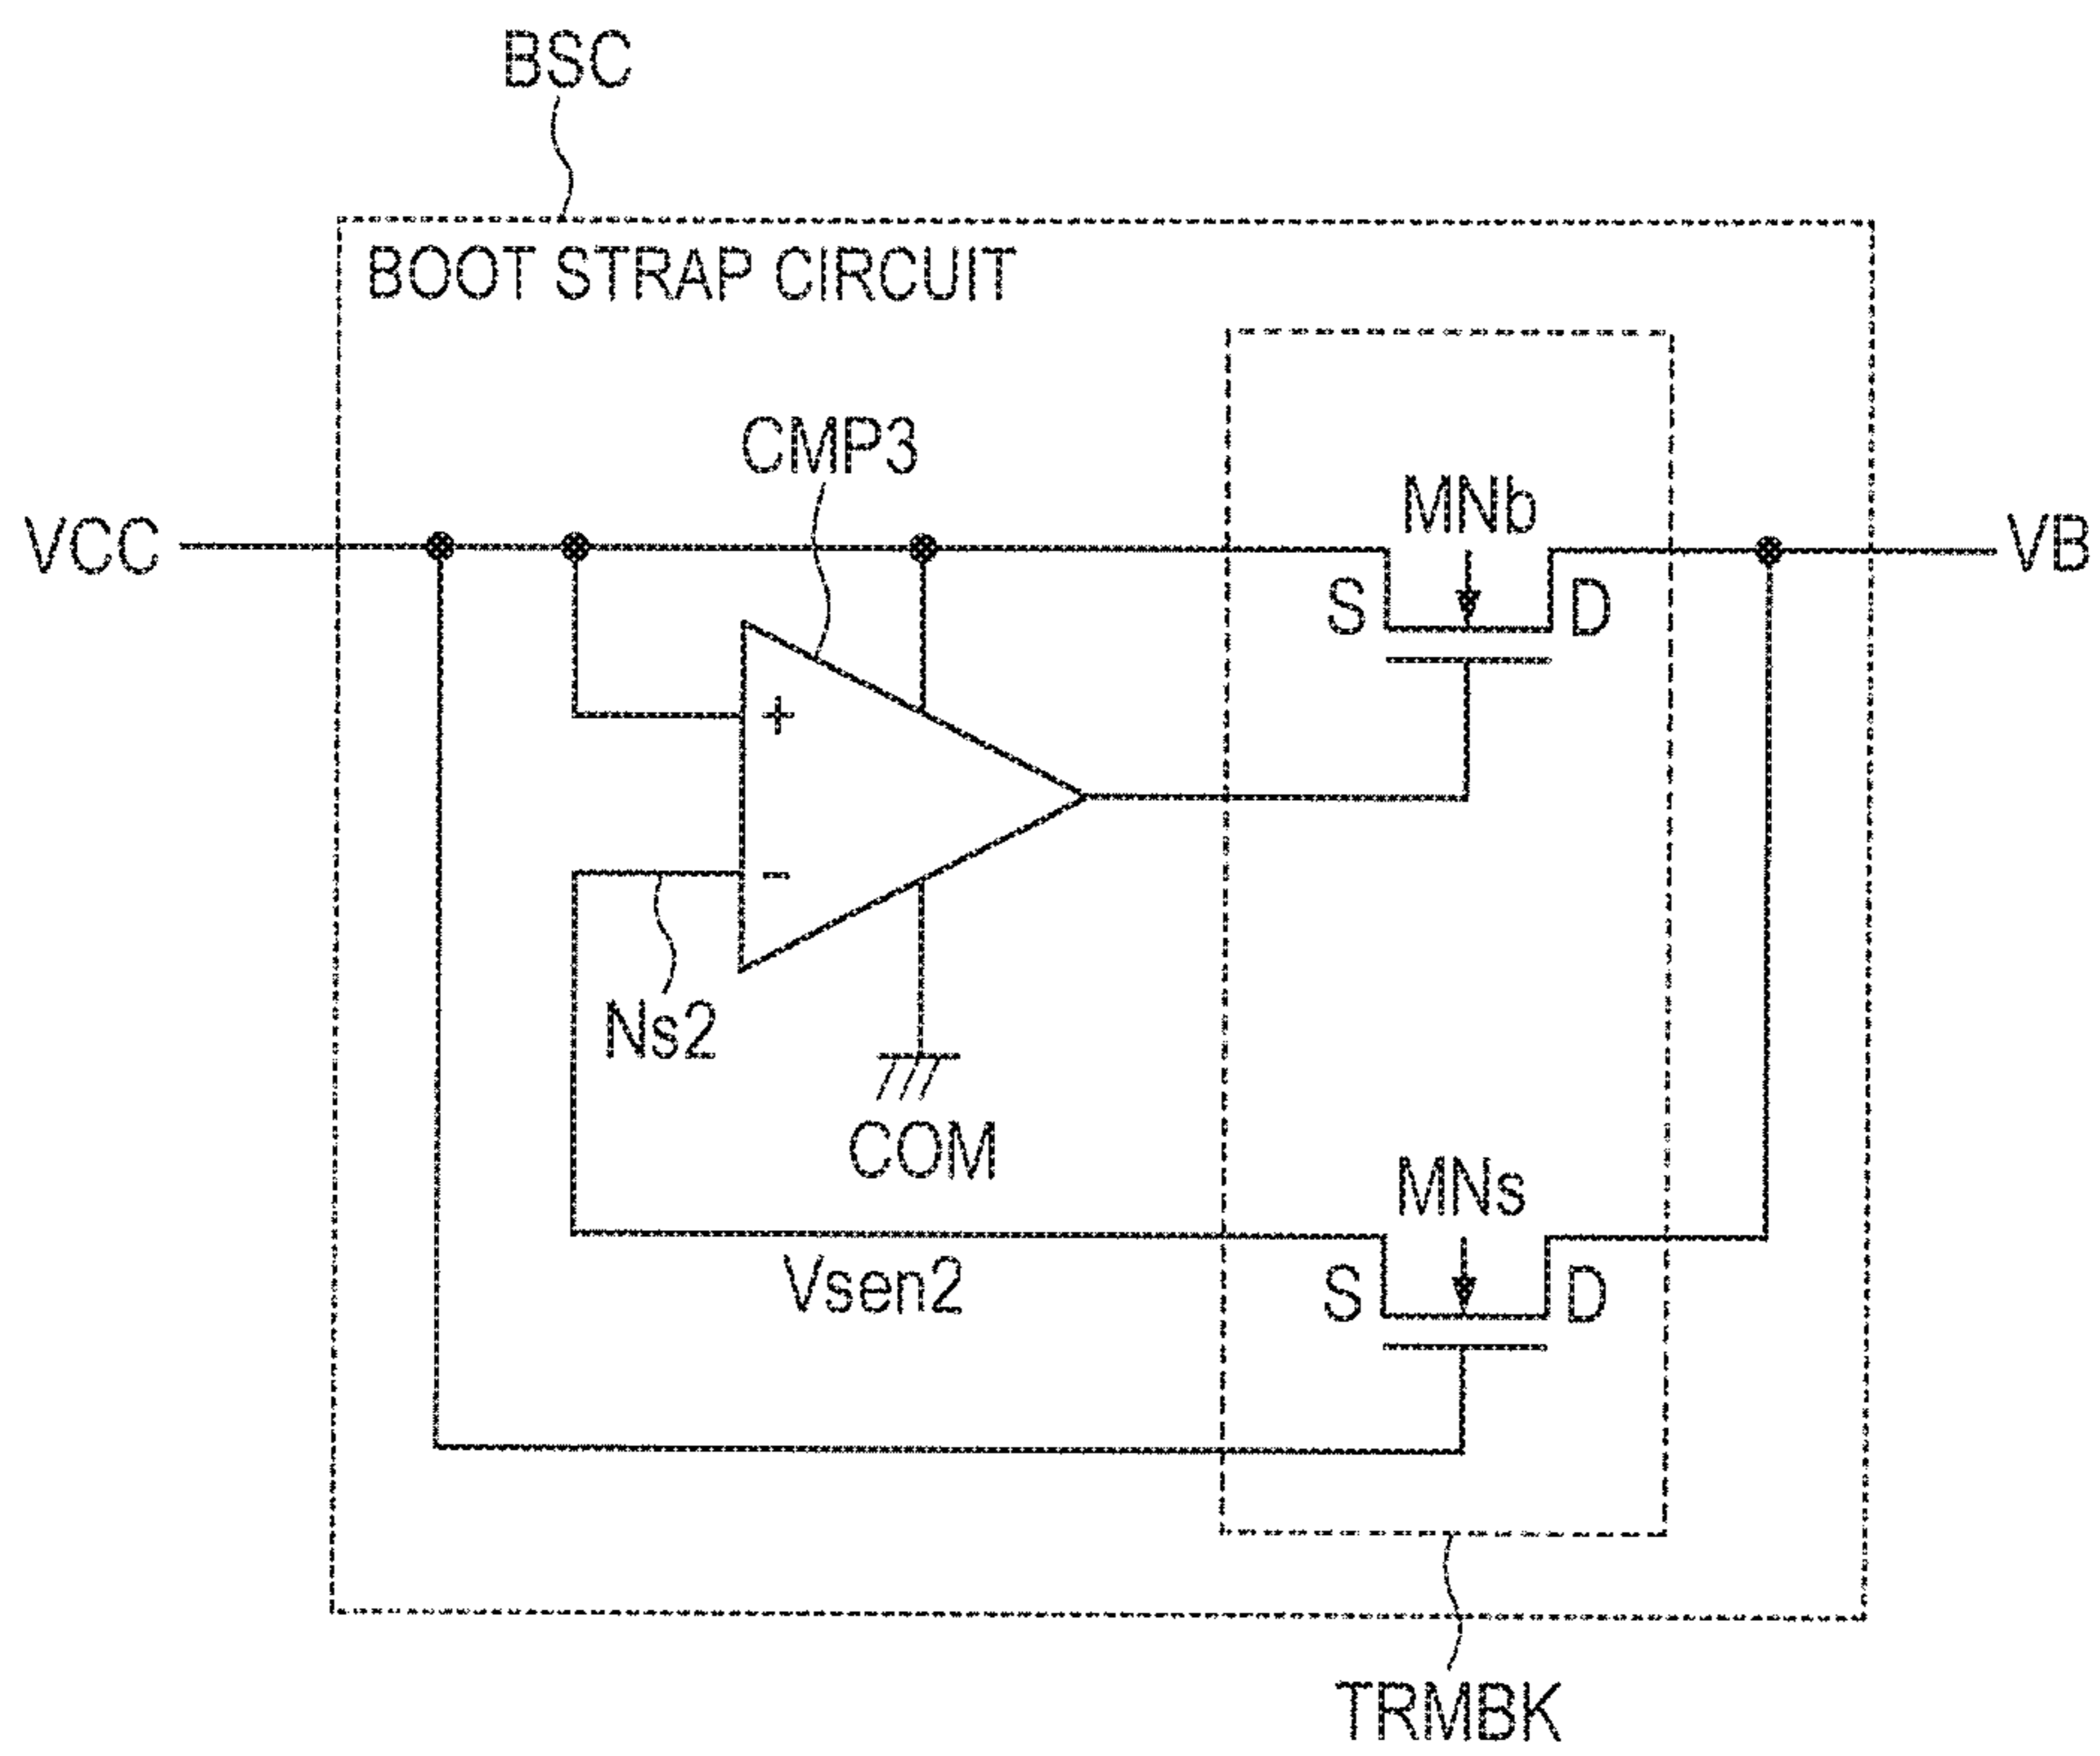 BSC
BOOT STRAP CIRCUIT
CMP3
MNb
VCC
VB
S
D
+
-
Ns2
COM
MNs
Vsen2
S
D
TRMBK